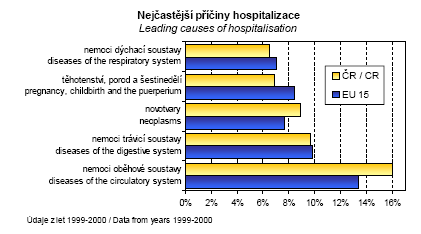 Nejčastější příčiny hospitalizace
Leading causes of hospitalisation
nemoci dýchací soustavy
diseases of the respiratory system
těhotenství, porod a šestinedělí
pregnancy, childbirth and the puerperium
novotvary
neoplasms
nemoci trávicí soustavy
diseases of the digestive system
nemoci oběhové soustavy
diseases of the circulatory system
ČR / CR
EU 15
0% 2% 4% 6% 8% 10% 12% 14% 16%
Údaje z let 1999-2000 / Data from years 1999-2000